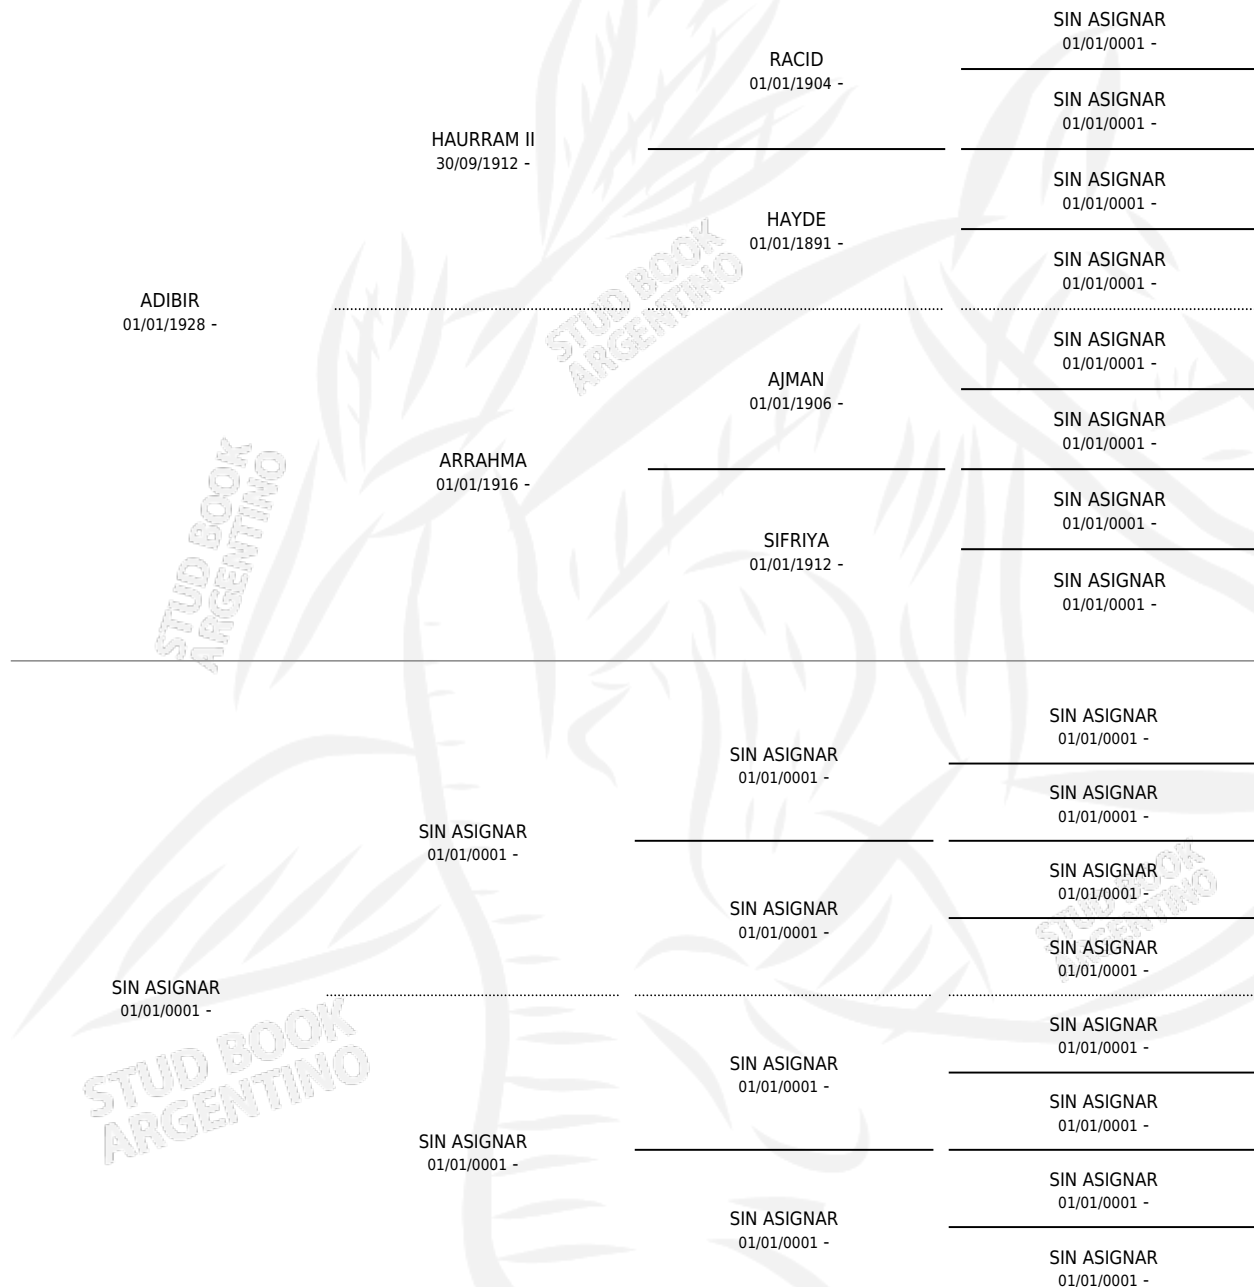 SIN ASIGNAR
01/01/0001 -
RACID
01/01/1904 -
SIN ASIGNAR
01/01/0001 -
HAURRAM II
30/09/1912 -
SIN ASIGNAR
01/01/0001 -
HAYDE
01/01/1891 -
SIN ASIGNAR
01/01/0001 -
STUD BOOK
ARGENTINO
ADIBIR
01/01/1928 -
SIN ASIGNAR
01/01/0001 -
AJMAN
01/01/1906 -
SIN ASIGNAR
01/01/0001 -
ARRAHMA
01/01/1916 -
SIN ASIGNAR
01/01/0001 -
SIFRIYA
01/01/1912 -
SIN ASIGNAR
01/01/0001 -
STUD BOOK
ARGENTINO
SIN ASIGNAR
01/01/0001 -
SIN ASIGNAR
01/01/0001 -
SIN ASIGNAR
01/01/0001 -
SIN ASIGNAR
01/01/0001 -
SIN ASIGNAR
01/01/0001 -
SIN ASIGNAR
01/01/0001 -
SIN ASIGNAR
01/01/0001 -
STUD BOOK
ARGENTINO
SIN ASIGNAR
01/01/0001 -
SIN ASIGNAR
01/01/0001 -
SIN ASIGNAR
01/01/0001 -
SIN ASIGNAR
01/01/0001 -
STUD BOOK
ARGENTINO
SIN ASIGNAR
01/01/0001 -
SIN ASIGNAR
01/01/0001 -
SIN ASIGNAR
01/01/0001 -
SIN ASIGNAR
01/01/0001 -